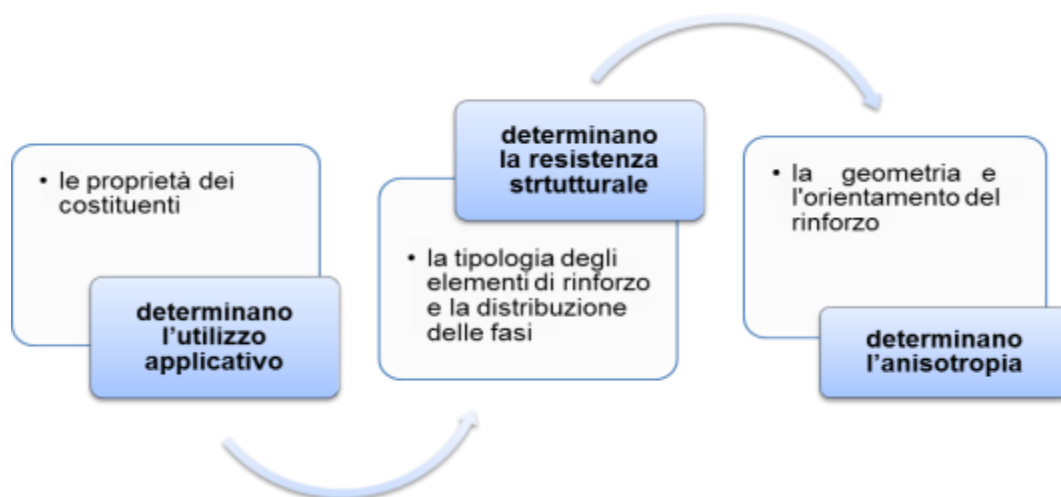 • le proprietà dei
costituenti
determinano
l’utilizzo
applicativo
determinano
la resistenza
strtutturale
• la tipologia degli
elementi di rinforzo
e la distribuzione
delle fasi
• la geometria e
l'orientamento del
rinforzo
determinano
l’anisotropia